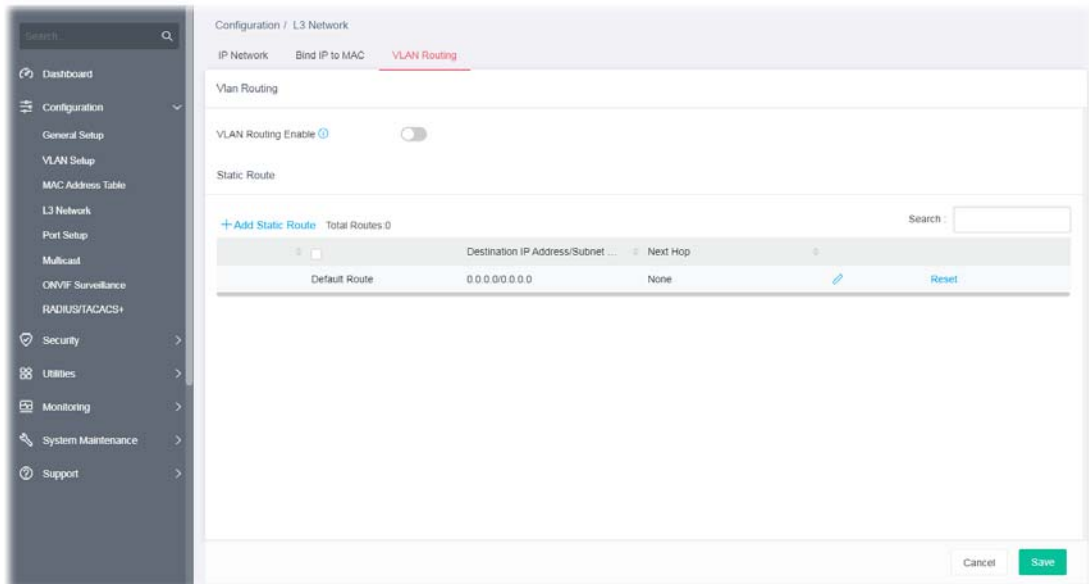 Search...
Dashboard
Configuration
General Setup
VLAN Setup
MAC Address Table
L3 Network
Port Setup
Multicast
ONVIF Surveillance
RADIUS/TACACS+
Security
Utilities
Monitoring
System Maintenance
Support
Configuration / L3 Network
IP Network Bind IP to MAC VLAN Routing
Vlan Routing
VLAN Routing Enable
Static Route
+Add Static Route Total Routes:0 Search :
Destination IP Address/Subnet ... Next Hop
Default Route 0.0.0.0/0.0.0.0 None Reset
Cancel Save